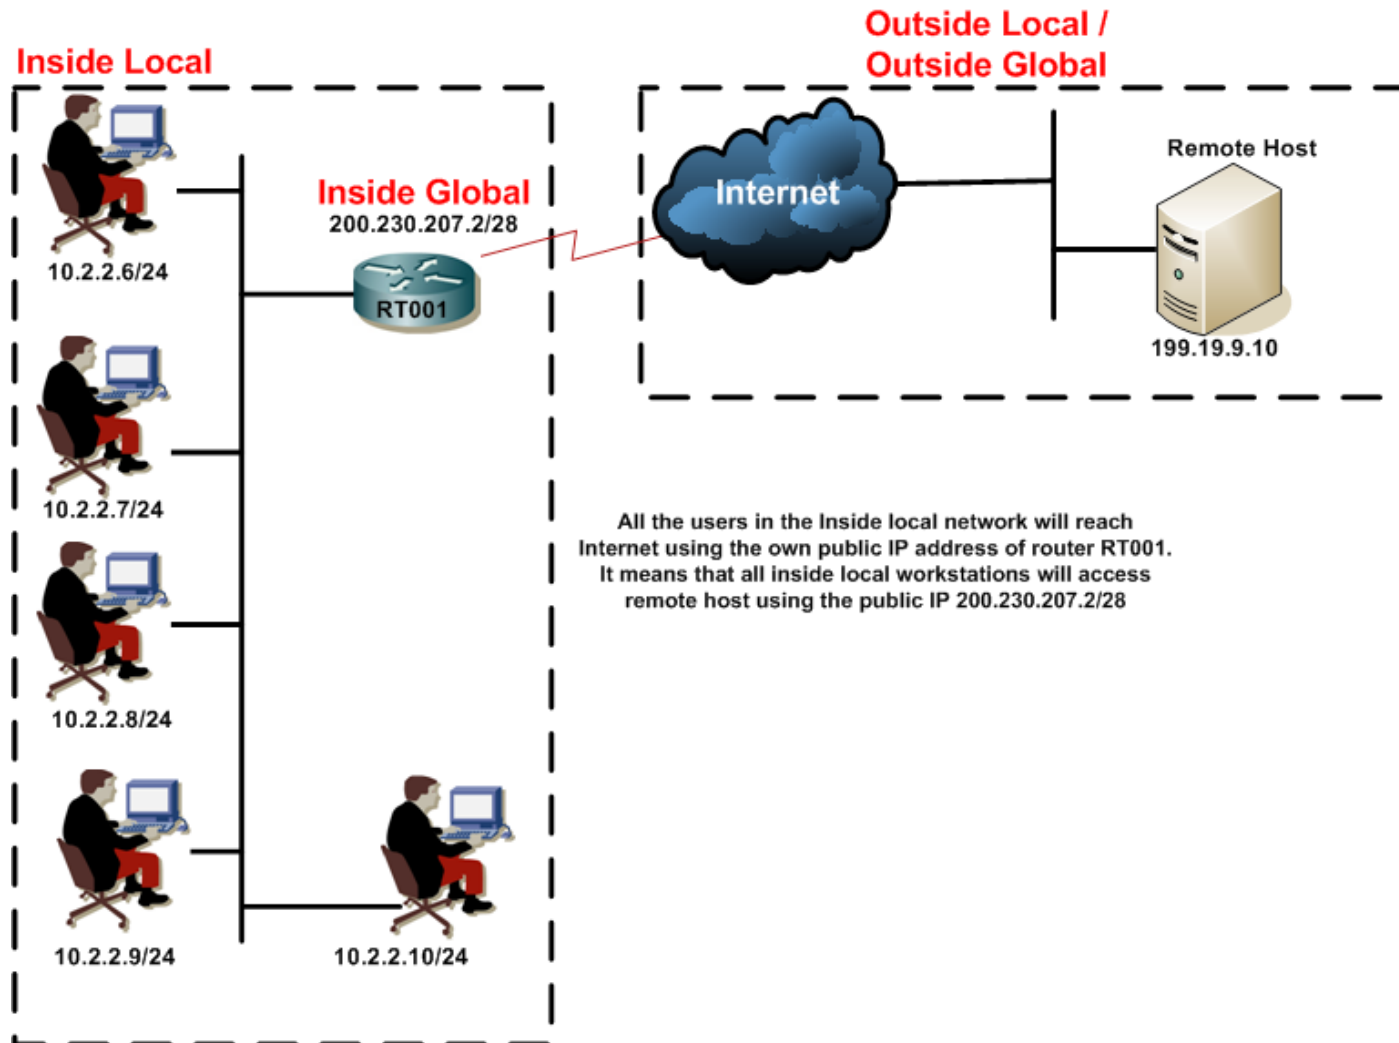 Inside Local
Outside Local /
Outside Global
Inside Global
200.230.207.2/28
RT001
Internet
Remote Host
199.19.9.10
10.2.2.6/24
10.2.2.7/24
10.2.2.8/24
10.2.2.9/24
10.2.2.10/24
All the users in the Inside local network will reach
Internet using the own public IP address of router RT001.
It means that all inside local workstations will access
remote host using the public IP 200.230.207.2/28